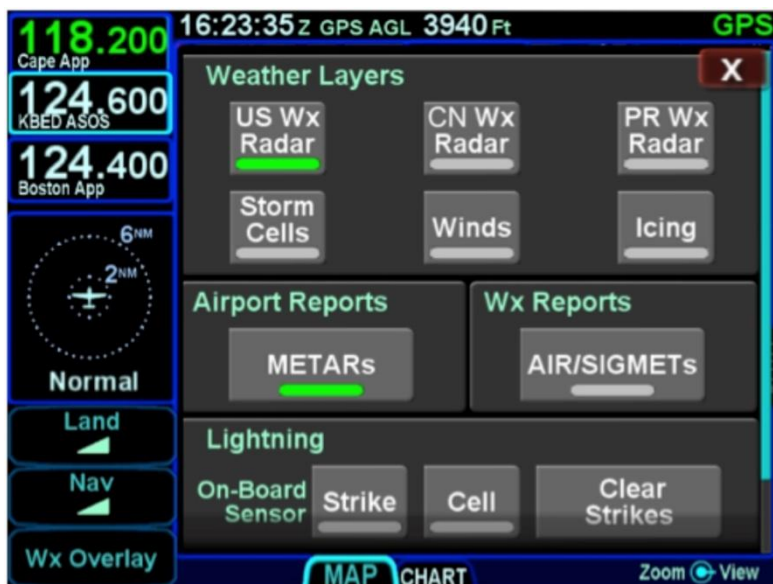 118.200
Cape App
124.600
KBED ASOS
124.400
Boston App
6NM
2NM
Normal
Land
Nav
Wx Overlay
16:23:35 Z GPS AGL 3940 Ft GPS
Weather Layers
X
US Wx
Radar
CN Wx
Radar
PR Wx
Radar
Storm
Cells
Winds
Icing
Airport Reports
METARs
Wx Reports
AIR/SIGMETs
Lightning
On-Board
Sensor
Strike
Cell
Clear
Strikes
MAP
CHART
Zoom View